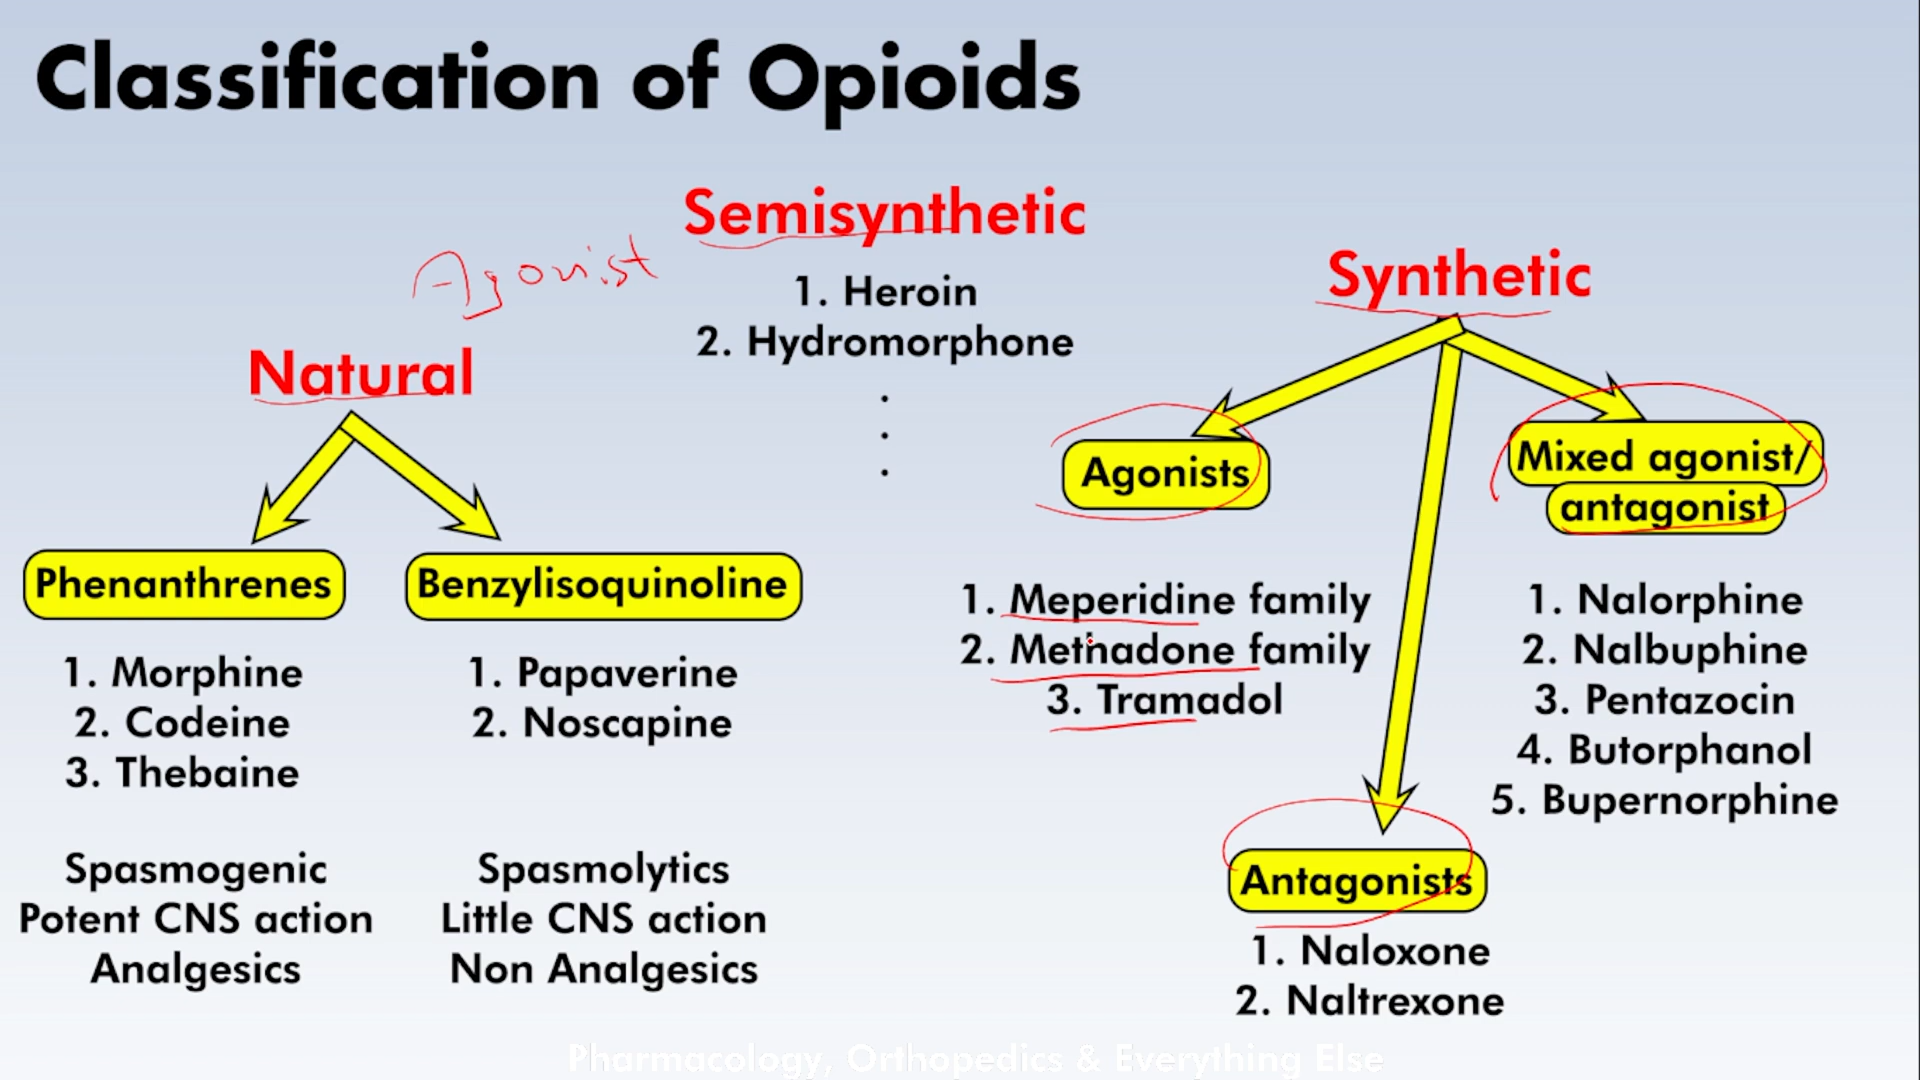 Classification of Opioids
Agonist
Natural
Phenanthrenes
1. Morphine
2. Codeine
3. Thebaine
Spasmogenic
Potent CNS action
Analgesics
Benzylisoquinoline
1. Papaverine
2. Noscapine
Spasmolytics
Little CNS action
Non Analgesics
Semisynthetic
1. Heroin
2. Hydromorphone
.
.
.
Synthetic
Agonists
1. Meperidine family
2. Methadone family
3. Tramadol
Antagonists
1. Naloxone
2. Naltrexone
Mixed agonist/
antagonist
1. Nalorphine
2. Nalbuphine
3. Pentazocin
4. Butorphanol
5. Bupernorphine
Pharmacology, Orthopedics & Everything Else